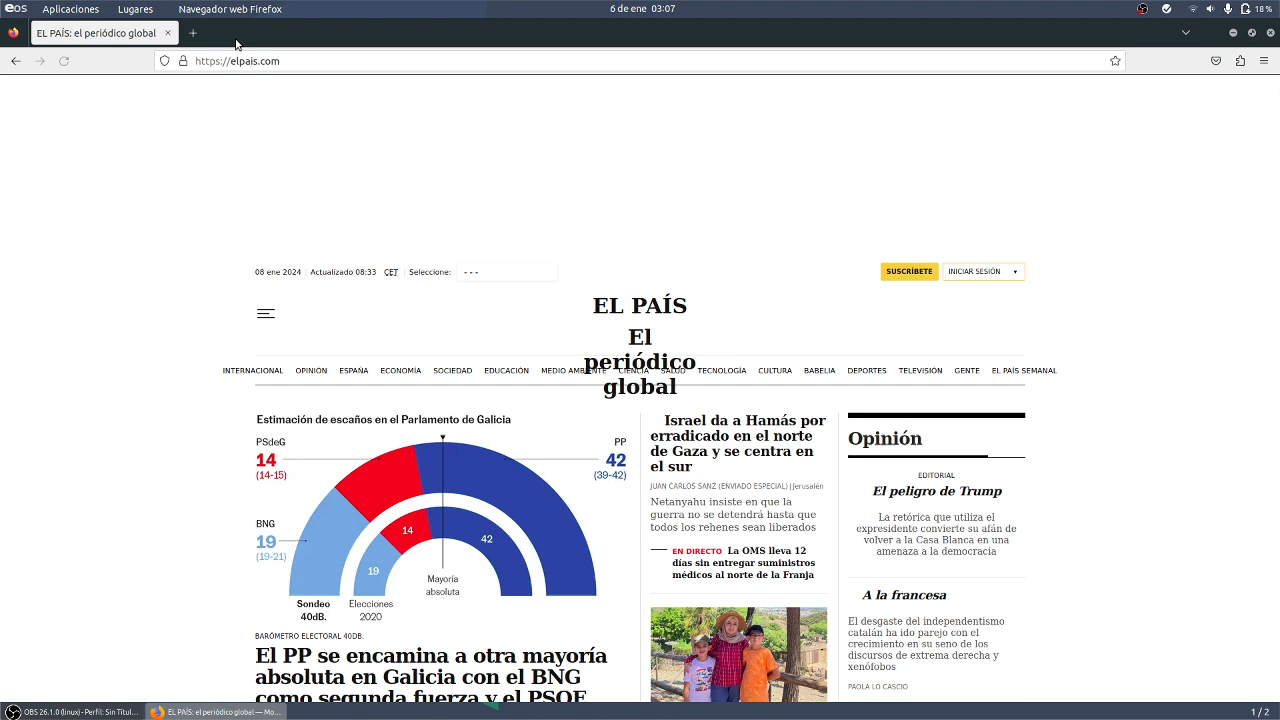 eos Aplicaciones Lugares Navegador web Firefox 6 de ene 03:07 18 %
EL PAÍS: el periódico global
https://elpais.com
08 ene 2024 | Actualizado 08:33 CET | Seleccione: - - -
SUSCRÍBETE INICIAR SESIÓN
EL PAÍS
El
periódico
global
INTERNACIONAL OPINIÓN ESPAÑA ECONOMÍA SOCIEDAD EDUCACIÓN MEDIO AMBIENTE CIENCIA SALUD TECNOLOGÍA CULTURA BABELIA DEPORTES TELEVISIÓN GENTE EL PAÍS SEMANAL
Estimación de escaños en el Parlamento de Galicia
PSdeG
14
(14-15)
PP
42
(39-42)
BNG
19
(19-21)
14
42
19
Mayoría
absoluta
Sondeo
40dB.
Elecciones
2020
BARÓMETRO ELECTORAL 40DB.
El PP se encamina a otra mayoría
absoluta en Galicia con el BNG
como segunda fuerza y el PSOE
Israel da a Hamás por
erradicado en el norte
de Gaza y se centra en
el sur
JUAN CARLOS SANZ (ENVIADO ESPECIAL) | Jerusalén
Netanyahu insiste en que la
guerra no se detendrá hasta que
todos los rehenes sean liberados
EN DIRECTO La OMS lleva 12
días sin entregar suministros
médicos al norte de la Franja
Opinión
EDITORIAL
El peligro de Trump
La retórica que utiliza el
expresidente convierte su afán de
volver a la Casa Blanca en una
amenaza a la democracia
A la francesa
El desgaste del independentismo
catalán ha ido parejo con el
crecimiento en su seno de los
discursos de extrema derecha y
xenófobos
PAOLA LO CASCIO
OBS 26.1.0 (linux) - Perfil: Sin Titul... EL PAÍS: el periódico global — Mo... 1 / 2